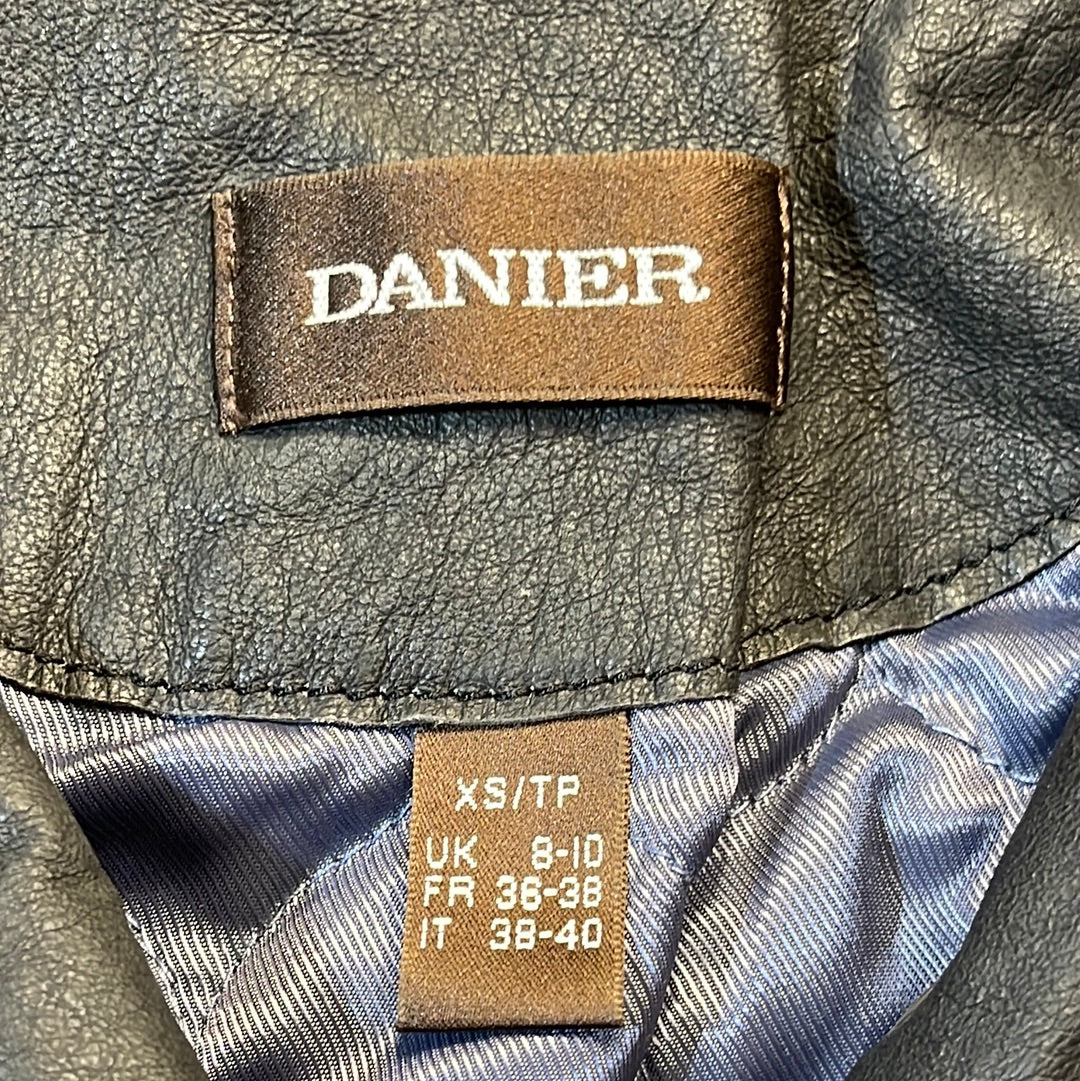 DANIER
XS/TP
UK 8-10
FR 36-38
IT 38-40